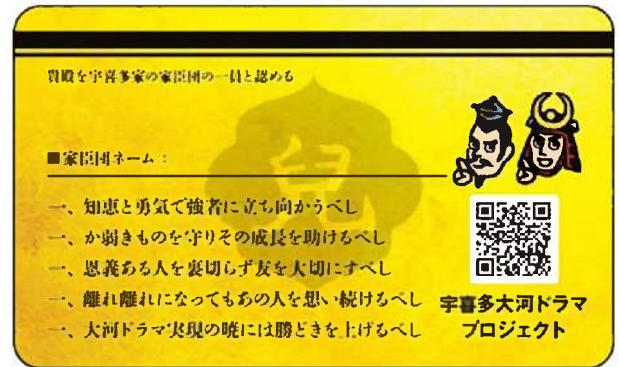 貴殿を宇喜多家の家臣団の一員と認める
■家臣団ネーム：
一、知恵と勇気で強者に立ち向かうべし
一、か弱きものを守りその成長を助けるべし
一、恩義ある人を裏切らず友を大切にすべし
一、離れ離れになってもあの人を想い続けるべし
一、大河ドラマ実現の暁には勝どきを上げるべし
兒
宇喜多大河ドラマ
プロジェクト